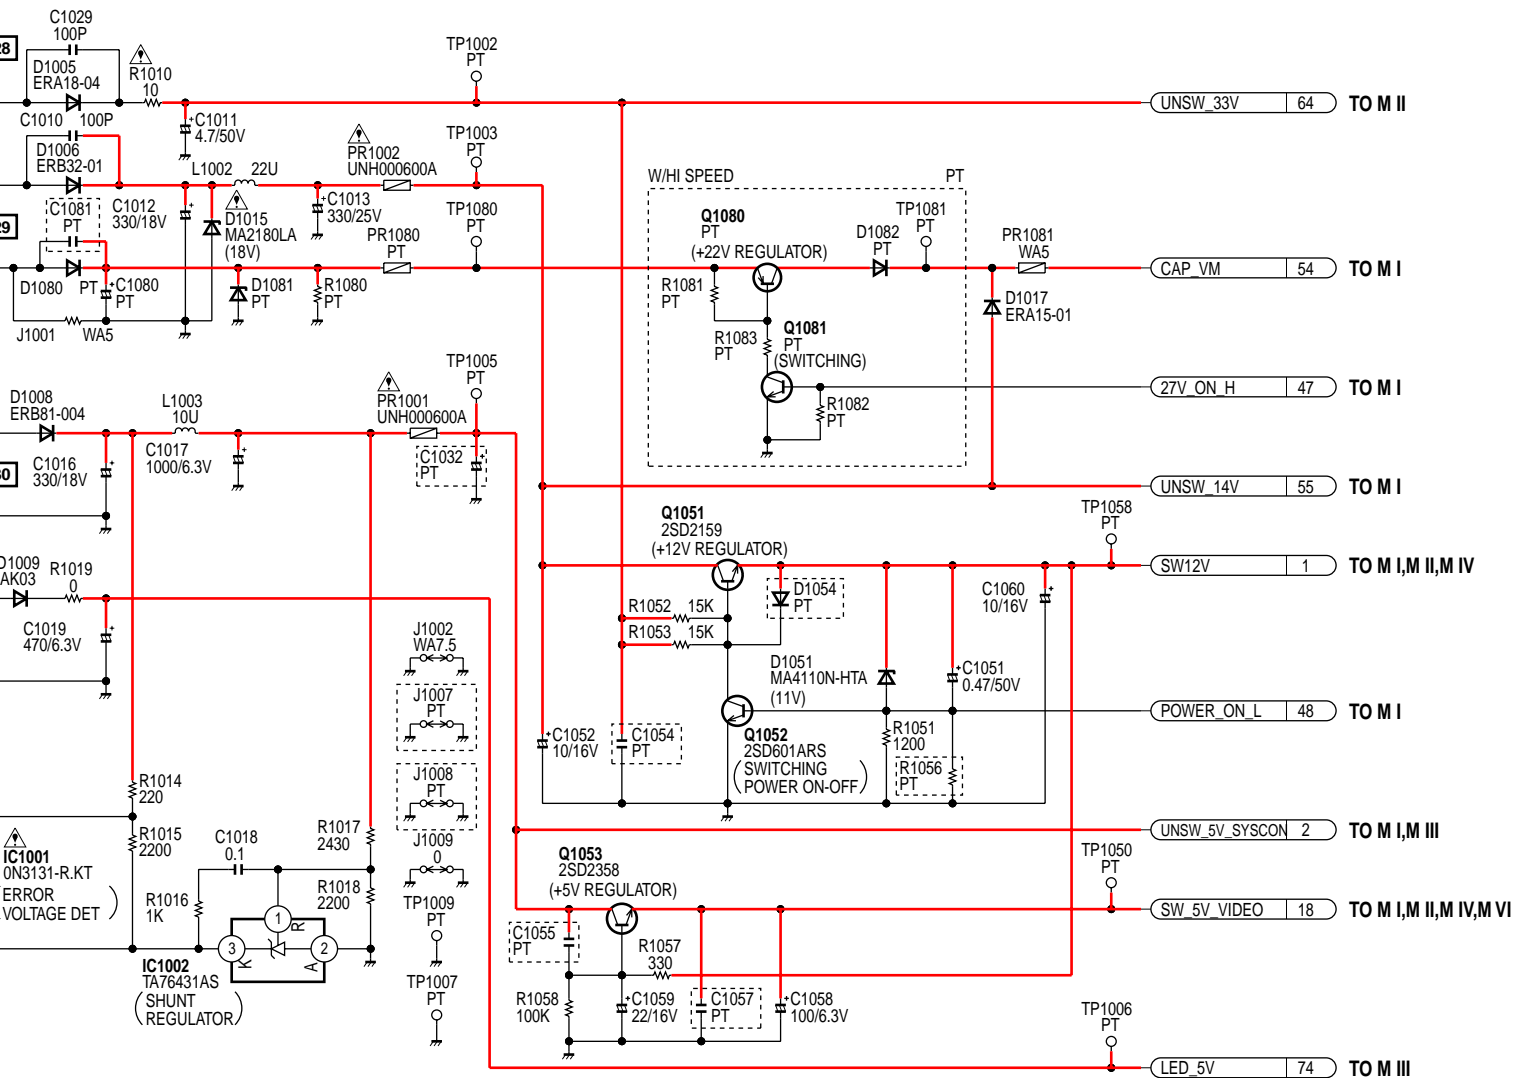 C1029
100P
28
D1005
ERA18-04
R1010
10
TP1002
PT
UNSW_33V 64 TO M II
C1010 100P
C1011
4.7/50V
D1006
ERB32-01
L1002 22U
PR1002
UNH000600A
TP1003
PT
W/HI SPEED PT
C1081
PT
C1012
330/18V
D1015
MA2180LA
(18V)
C1013
330/25V
TP1080
PT
29
PR1080
PT
Q1080
PT
(+22V REGULATOR)
D1082
PT
TP1081
PT
PR1081
WA5
CAP_VM 54 TO M I
D1080 PT
C1080
PT
D1081
PT
R1080
PT
R1081
PT
D1017
ERA15-01
J1001 WA5
R1083
PT
Q1081
PT
(SWITCHING)
TP1005
PT
27V_ON_H 47 TO M I
D1008
ERB81-004
L1003
10U
PR1001
UNH000600A
R1082
PT
C1016
330/18V
C1017
1000/6.3V
C1032
PT
30
UNSW_14V 55 TO M I
Q1051
2SD2159
(+12V REGULATOR)
TP1058
PT
SW12V 1 TO M I,M II,M IV
D1009
AK03
R1019
0
D1054
PT
C1060
10/16V
R1052 15K
R1053 15K
C1019
470/6.3V
J1002
WA7.5
D1051
MA4110N-HTA
(11V)
C1051
0.47/50V
J1007
PT
POWER_ON_L 48 TO M I
C1052
10/16V
C1054
PT
Q1052
2SD601ARS
SWITCHING
POWER ON-OFF
R1051
1200
R1056
PT
R1014
220
J1008
PT
R1015
2200
C1018
0.1
R1017
2430
J1009
0
UNSW_5V_SYSCON 2 TO M I,M III
IC1001
0N3131-R.KT
ERROR
VOLTAGE DET
R1016
1K
R1018
2200
Q1053
2SD2358
(+5V REGULATOR)
TP1050
PT
TP1009
PT
SW_5V_VIDEO 18 TO M I,M II,M IV,M VI
1
R
3
K
2
A
C1055
PT
R1057
330
IC1002
TA76431AS
SHUNT
REGULATOR
TP1007
PT
R1058
100K
C1059
22/16V
C1057
PT
C1058
100/6.3V
TP1006
PT
LED_5V 74 TO M III